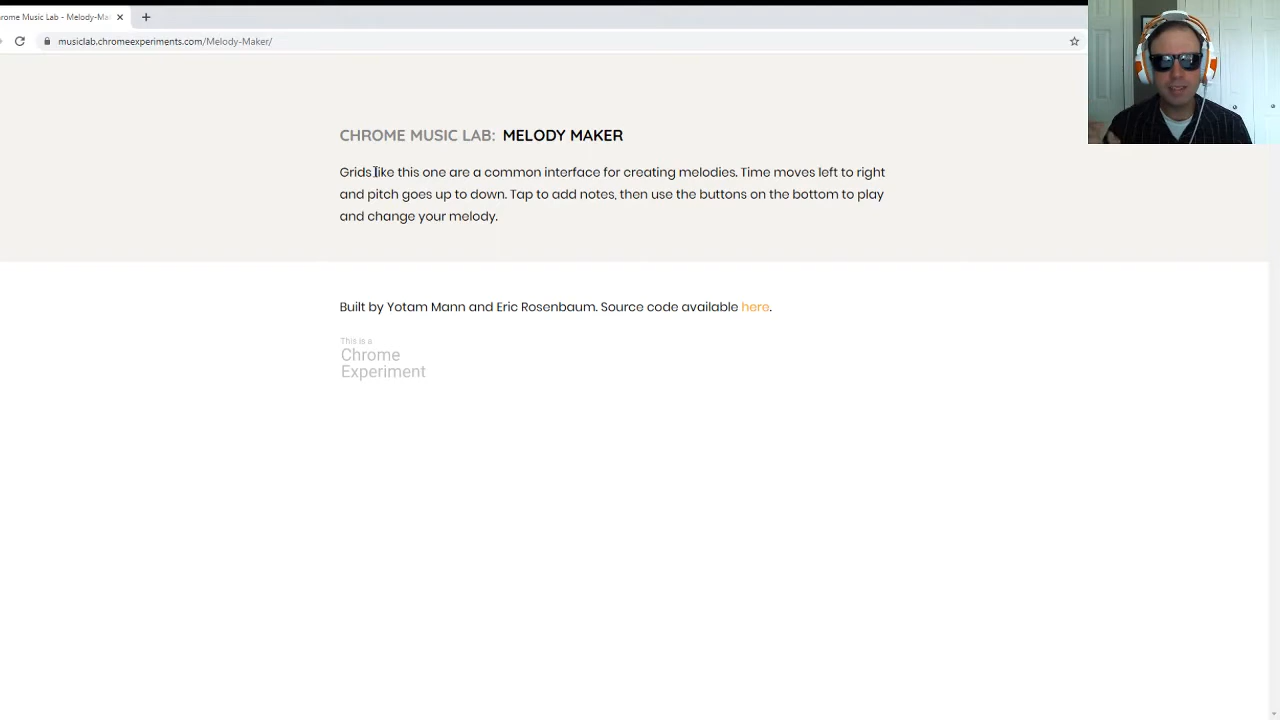 rome Music Lab - Melody-Ma
musiclab.chromeexperiments.com/Melody-Maker/
CHROME MUSIC LAB: MELODY MAKER
Grids like this one are a common interface for creating melodies. Time moves left to right
and pitch goes up to down. Tap to add notes, then use the buttons on the bottom to play
and change your melody.
Built by Yotam Mann and Eric Rosenbaum. Source code available here.
This is a
Chrome
Experiment